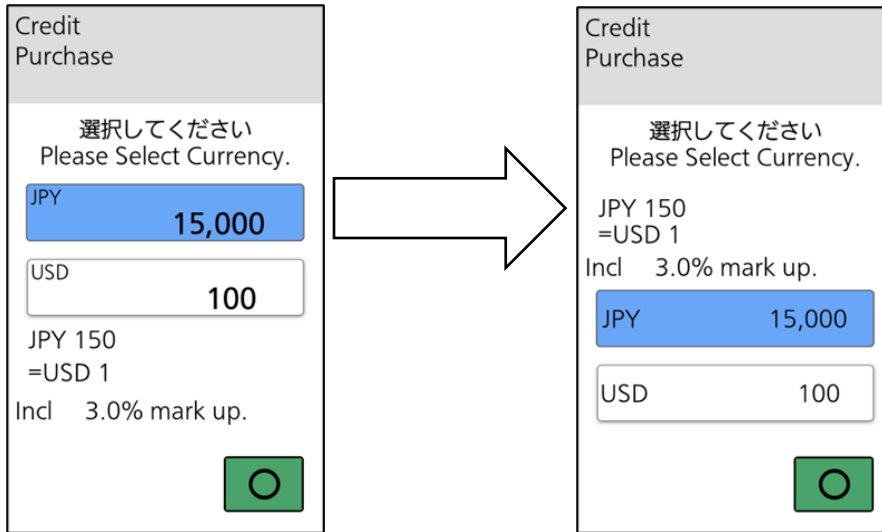 Credit
Purchase
選択してください
Please Select Currency.
JPY
15,000
USD
100
JPY 150
=USD 1
Incl 3.0% mark up.
Credit
Purchase
選択してください
Please Select Currency.
JPY 150
=USD 1
Incl 3.0% mark up.
JPY 15,000
USD 100